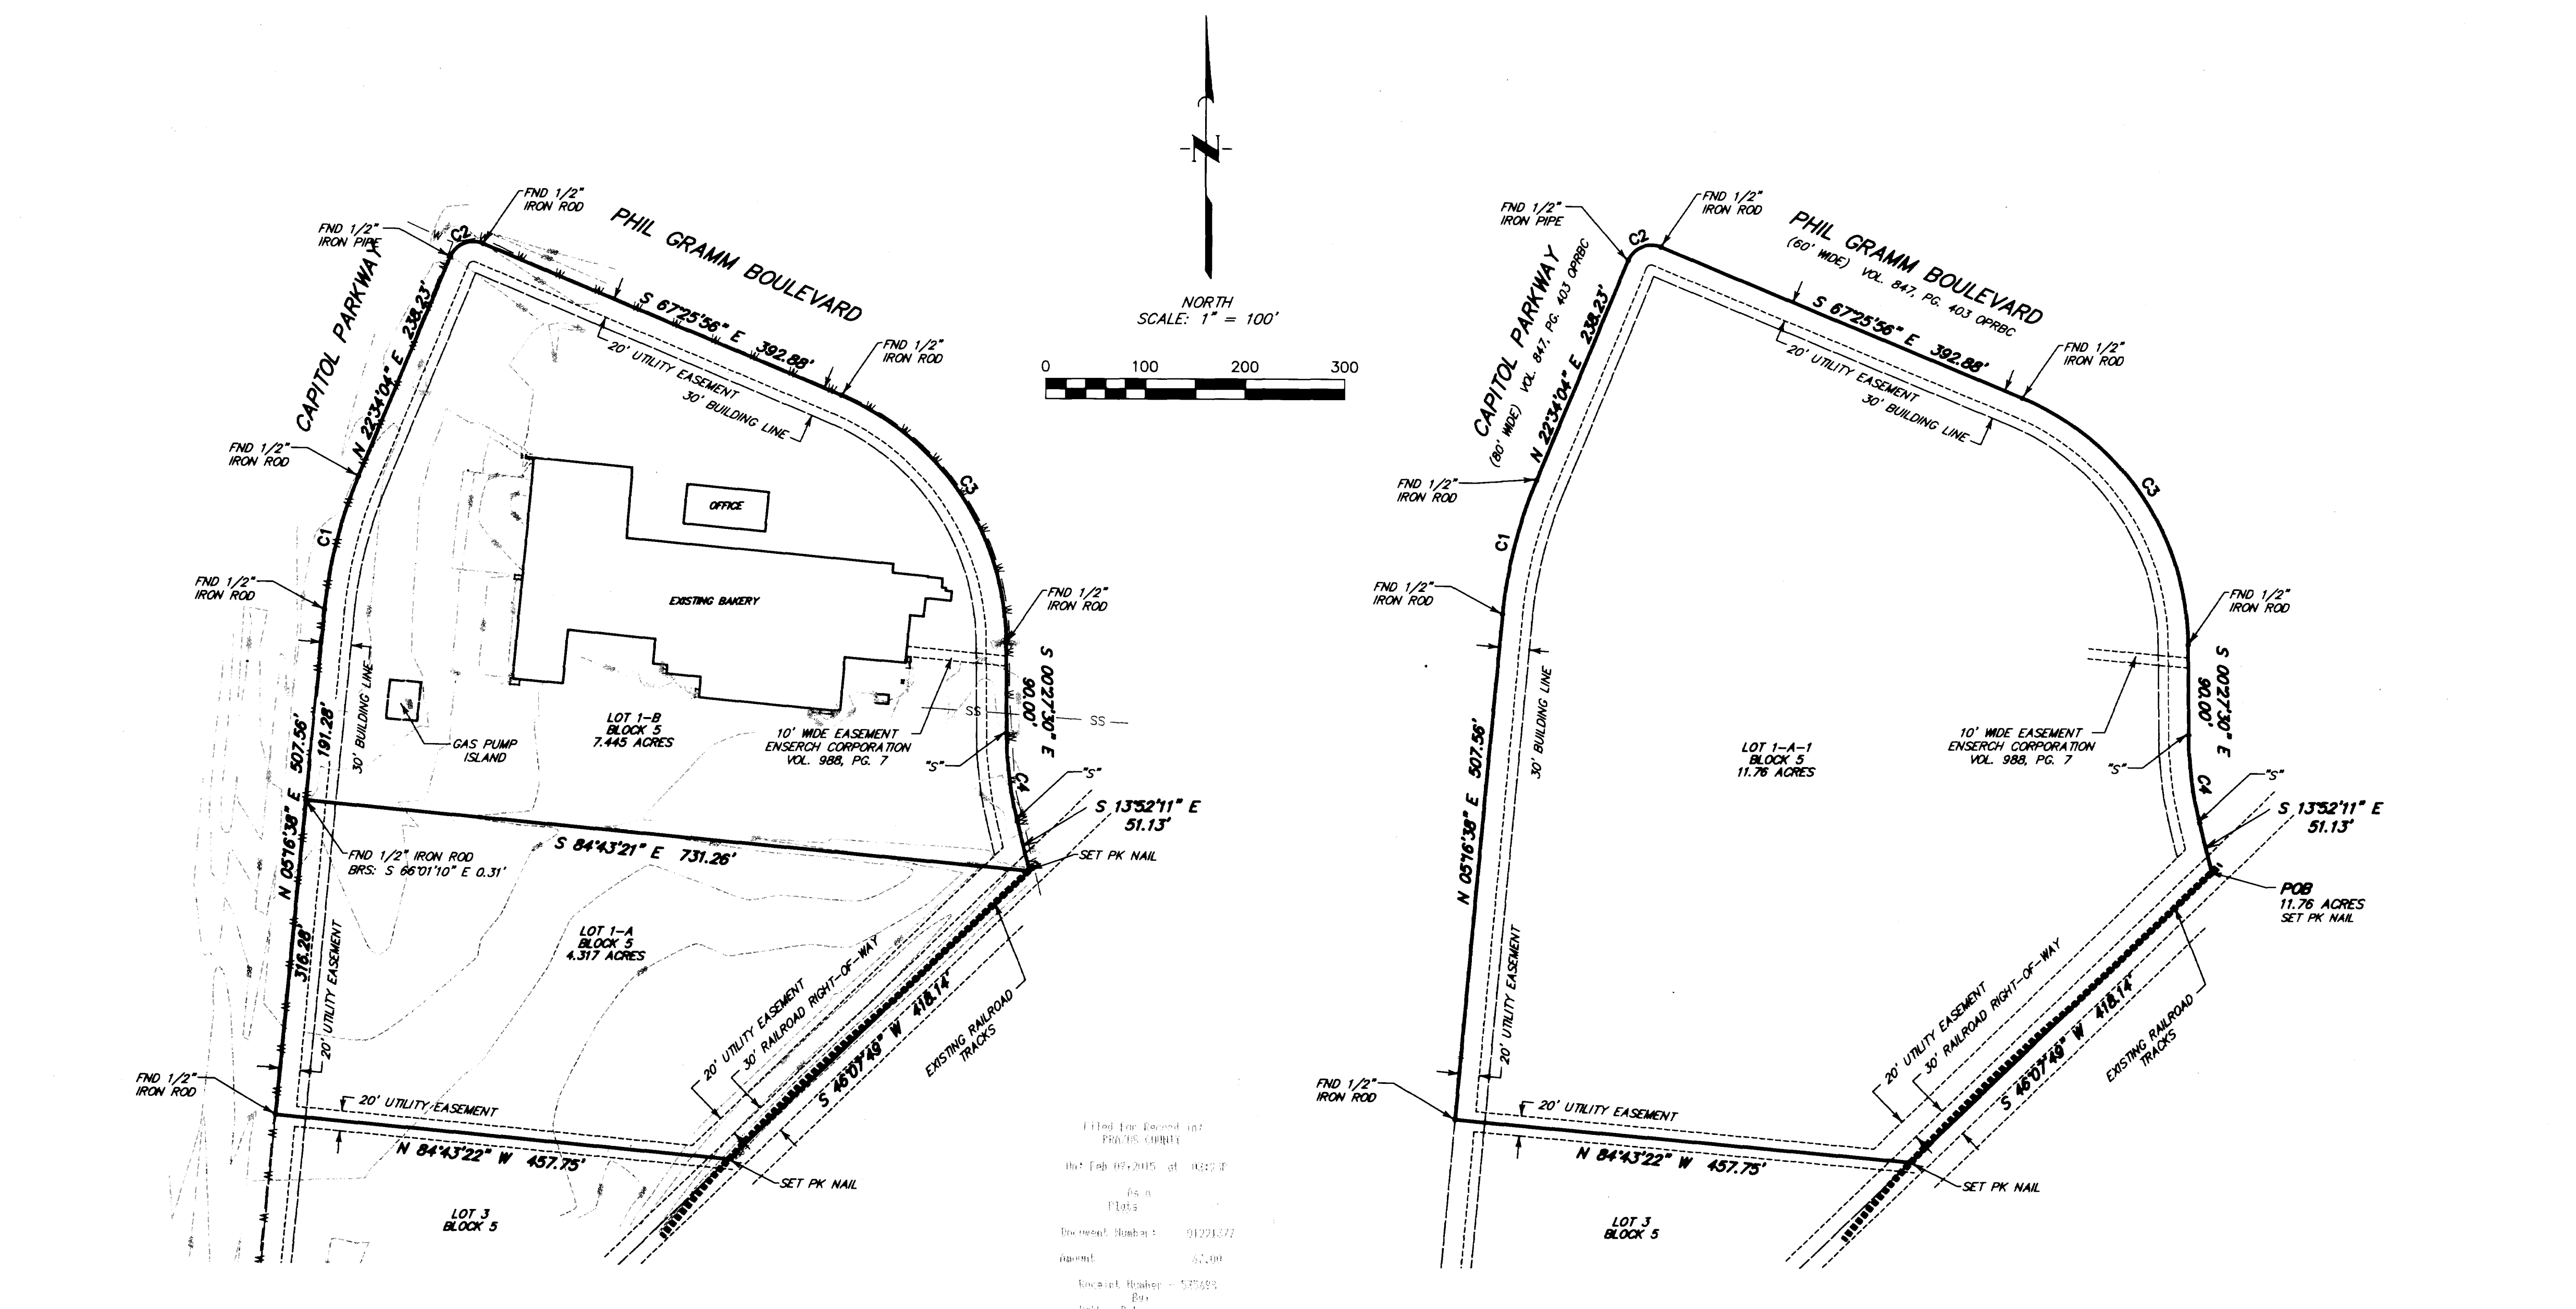 FND 1/2"
IRON ROD
FND 1/2"
IRON PIPE
C2
PHIL GRAMM BOULEVARD
CAPITOL PARKWAY
N 22°34'04" E 238.23'
S 67°25'56" E 392.88'
20' UTILITY EASEMENT
30' BUILDING LINE
FND 1/2"
IRON ROD
FND 1/2"
IRON ROD
C1
C3
OFFICE
EXISTING BAKERY
FND 1/2"
IRON ROD
FND 1/2"
IRON ROD
S 00°27'30" E
90.00'
30' BUILDING LINE
N 05°16'38" E 507.56'
191.28'
GAS PUMP
ISLAND
LOT 1-B
BLOCK 5
7.445 ACRES
10' WIDE EASEMENT
ENSERCH CORPORATION
VOL. 988, PG. 7
SS
SS
"S"
C4
"S"
S 13°52'11" E
51.13'
S 84°43'21" E 731.26'
SET PK NAIL
FND 1/2" IRON ROD
BRS: S 66°01'10" E 0.31'
316.28'
20' UTILITY EASEMENT
LOT 1-A
BLOCK 5
4.317 ACRES
20' UTILITY EASEMENT
30' RAILROAD RIGHT-OF-WAY
S 46°07'49" W 418.14'
EXISTING RAILROAD
TRACKS
FND 1/2"
IRON ROD
20' UTILITY EASEMENT
N 84°43'22" W 457.75'
SET PK NAIL
LOT 3
BLOCK 5
N
NORTH
SCALE: 1" = 100'
0 100 200 300
Filed for Record in:
BRAZOS COUNTY
As a
Plats
Document Number:
Amount
Receipt Number -
By,
FND 1/2"
IRON PIPE
FND 1/2"
IRON ROD
C2
PHIL GRAMM BOULEVARD
(60' WIDE) VOL. 847, PG. 403 OPRBC
CAPITOL PARKWAY
(80' WIDE) VOL. 847, PG. 403 OPRBC
N 22°34'04" E 238.23'
S 67°25'56" E 392.88'
20' UTILITY EASEMENT
30' BUILDING LINE
FND 1/2"
IRON ROD
FND 1/2"
IRON ROD
C1
C3
FND 1/2"
IRON ROD
FND 1/2"
IRON ROD
S 00°27'30" E
90.00'
30' BUILDING LINE
N 05°16'38" E 507.56'
LOT 1-A-1
BLOCK 5
11.76 ACRES
10' WIDE EASEMENT
ENSERCH CORPORATION
VOL. 988, PG. 7
"S"
C4
"S"
S 13°52'11" E
51.13'
POB
11.76 ACRES
SET PK NAIL
20' UTILITY EASEMENT
20' UTILITY EASEMENT
30' RAILROAD RIGHT-OF-WAY
S 46°07'49" W 418.14'
EXISTING RAILROAD
TRACKS
FND 1/2"
IRON ROD
20' UTILITY EASEMENT
N 84°43'22" W 457.75'
SET PK NAIL
LOT 3
BLOCK 5